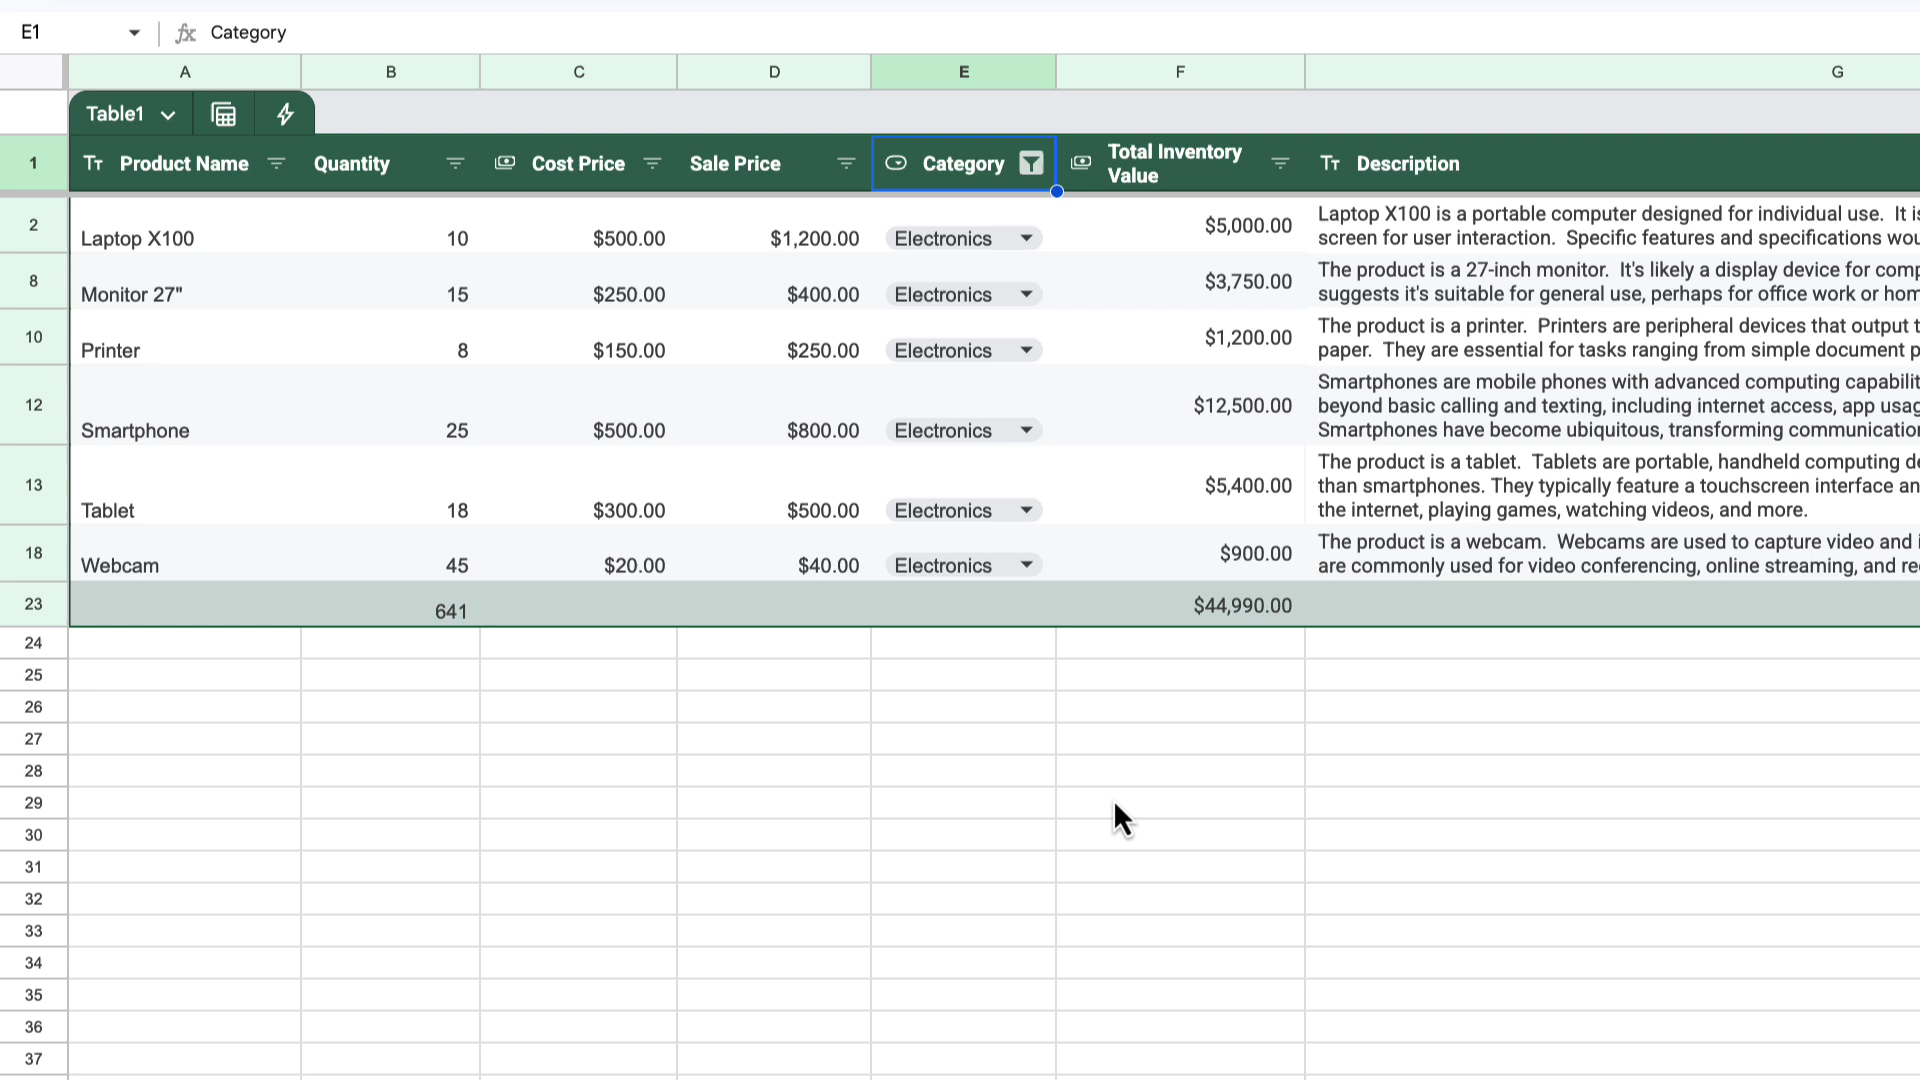 E1 fx Category
A B C D E F G
Table1
1 Tт Product Name Quantity Cost Price Sale Price Category Total Inventory Value Tт Description
2 Laptop X100 10 $500.00 $1,200.00 Electronics $5,000.00 Laptop X100 is a portable computer designed for individual use. It
screen for user interaction. Specific features and specifications
8 Monitor 27" 15 $250.00 $400.00 Electronics $3,750.00 The product is a 27-inch monitor. It's likely a display device for
suggests it's suitable for general use, perhaps for office work or
10 Printer 8 $150.00 $250.00 Electronics $1,200.00 The product is a printer. Printers are peripheral devices that output
paper. They are essential for tasks ranging from simple document
12 Smartphone 25 $500.00 $800.00 Electronics $12,500.00 Smartphones are mobile phones with advanced computing
beyond basic calling and texting, including internet access, app
Smartphones have become ubiquitous, transforming
13 Tablet 18 $300.00 $500.00 Electronics $5,400.00 The product is a tablet. Tablets are portable, handheld computing
than smartphones. They typically feature a touchscreen interface
the internet, playing games, watching videos, and more.
18 Webcam 45 $20.00 $40.00 Electronics $900.00 The product is a webcam. Webcams are used to capture video and
are commonly used for video conferencing, online streaming, and
23 641 $44,990.00
24
25
26
27
28
29
30
31
32
33
34
35
36
37